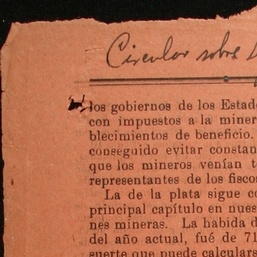 Circular sobre
los gobiernos de los Estad
con impuestos a la miner
blecimientos de beneficio.
conseguido evitar constan
que los mineros venían t
representantes de los fisco
La de la plata sigue c
principal capítulo en nues
nes mineras. La habida d
del año actual, fué de 71
suerte que puede calculars